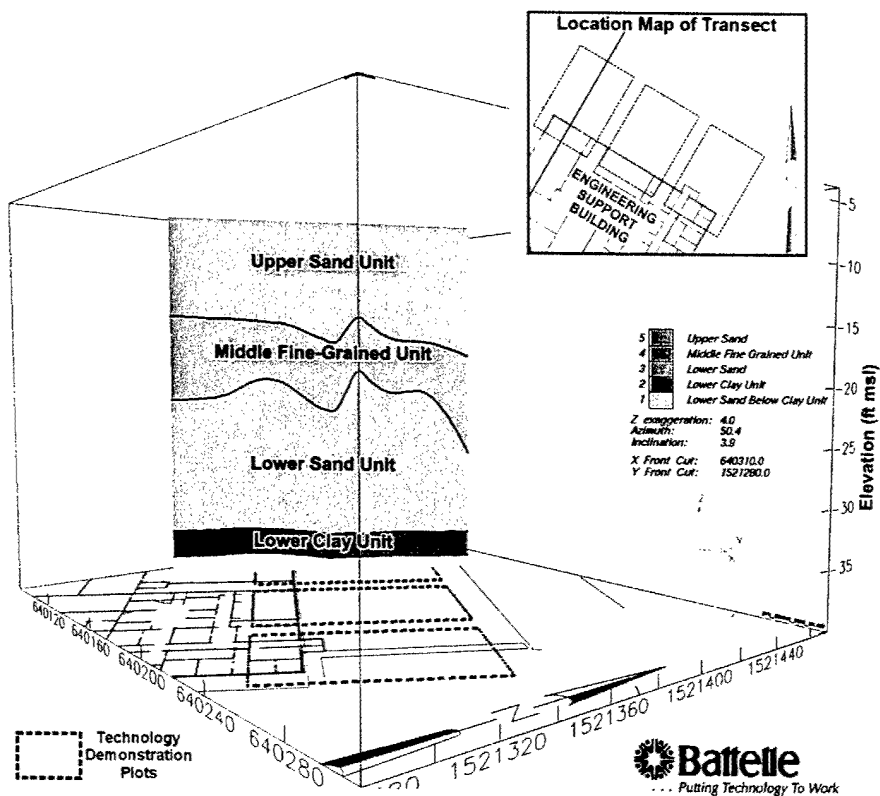 Location Map of Transect
ENGINEERING
SUPPORT
BUILDING
Upper Sand Unit
Middle Fine-Grained Unit
Lower Sand Unit
Lower Clay Unit
-5
-10
-15
-20
-25
-30
-35
Elevation (ft msl)
5 Upper Sand
4 Middle Fine Grained Unit
3 Lower Sand
2 Lower Clay Unit
1 Lower Sand Below Clay Unit
Z exaggeration: 4.0
Azimuth: 50.4
Inclination: 3.9
X Front Cut: 640310.0
Y Front Cut: 1521280.0
Z
Y
X
640120
640160
640200
640240
640280
1521320
1521360
1521400
1521440
Z
Technology
Demonstration
Plots
Battelle
. . . Putting Technology To Work